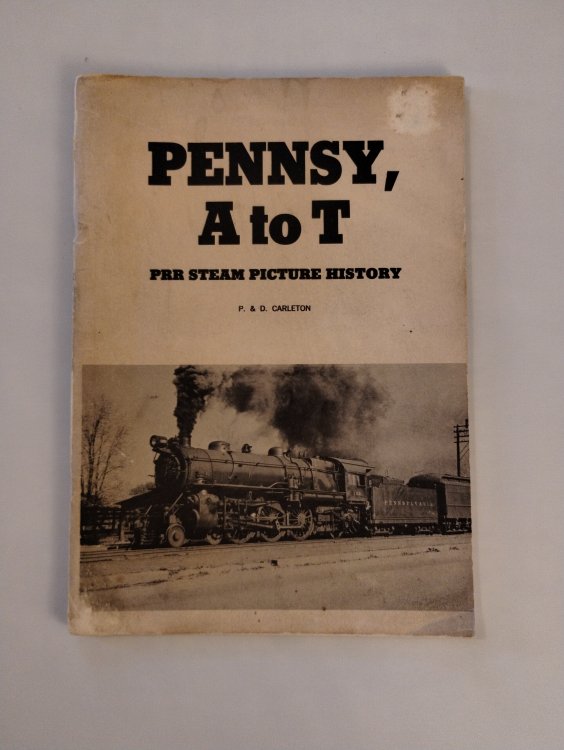 PENNSY,
A to T
PRR STEAM PICTURE HISTORY
P. & D. CARLETON
PENNSYLVANIA